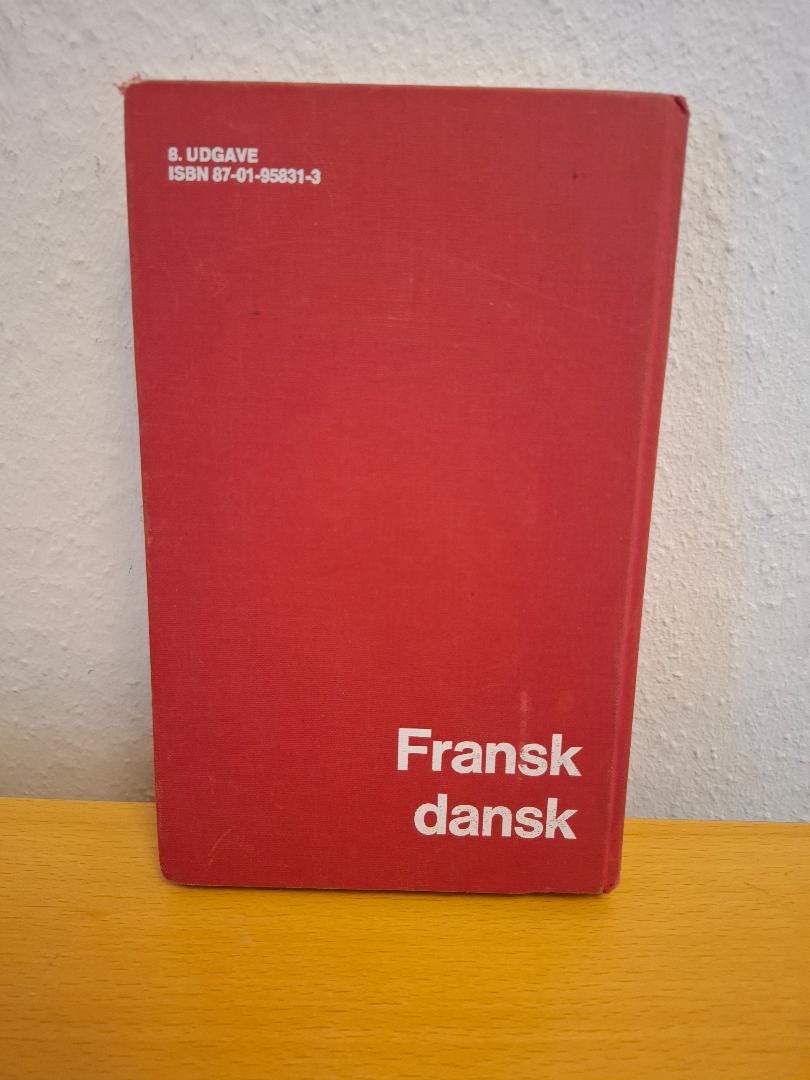 8. UDGAVE
ISBN 87-01-95831-3
Fransk
dansk